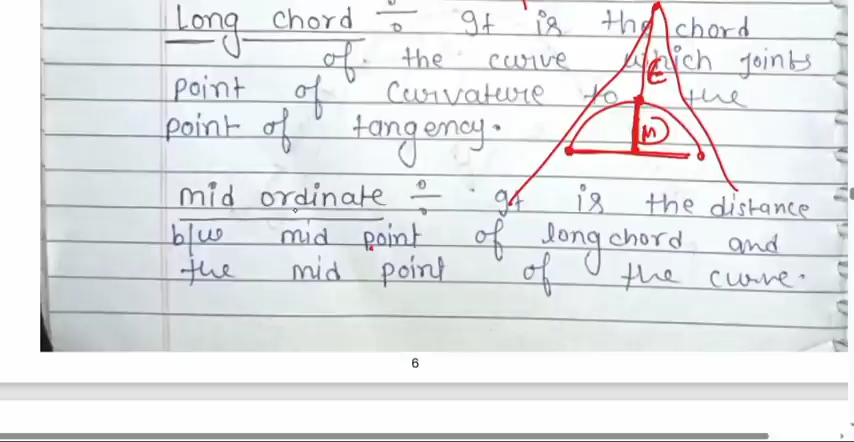 Long chord ÷ It is the chord
of the curve which joints
point of curvature to the
point of tangency.
E
M
mid ordinate ÷ It is the distance
b/w mid point of long chord and
the mid point of the curve.
6